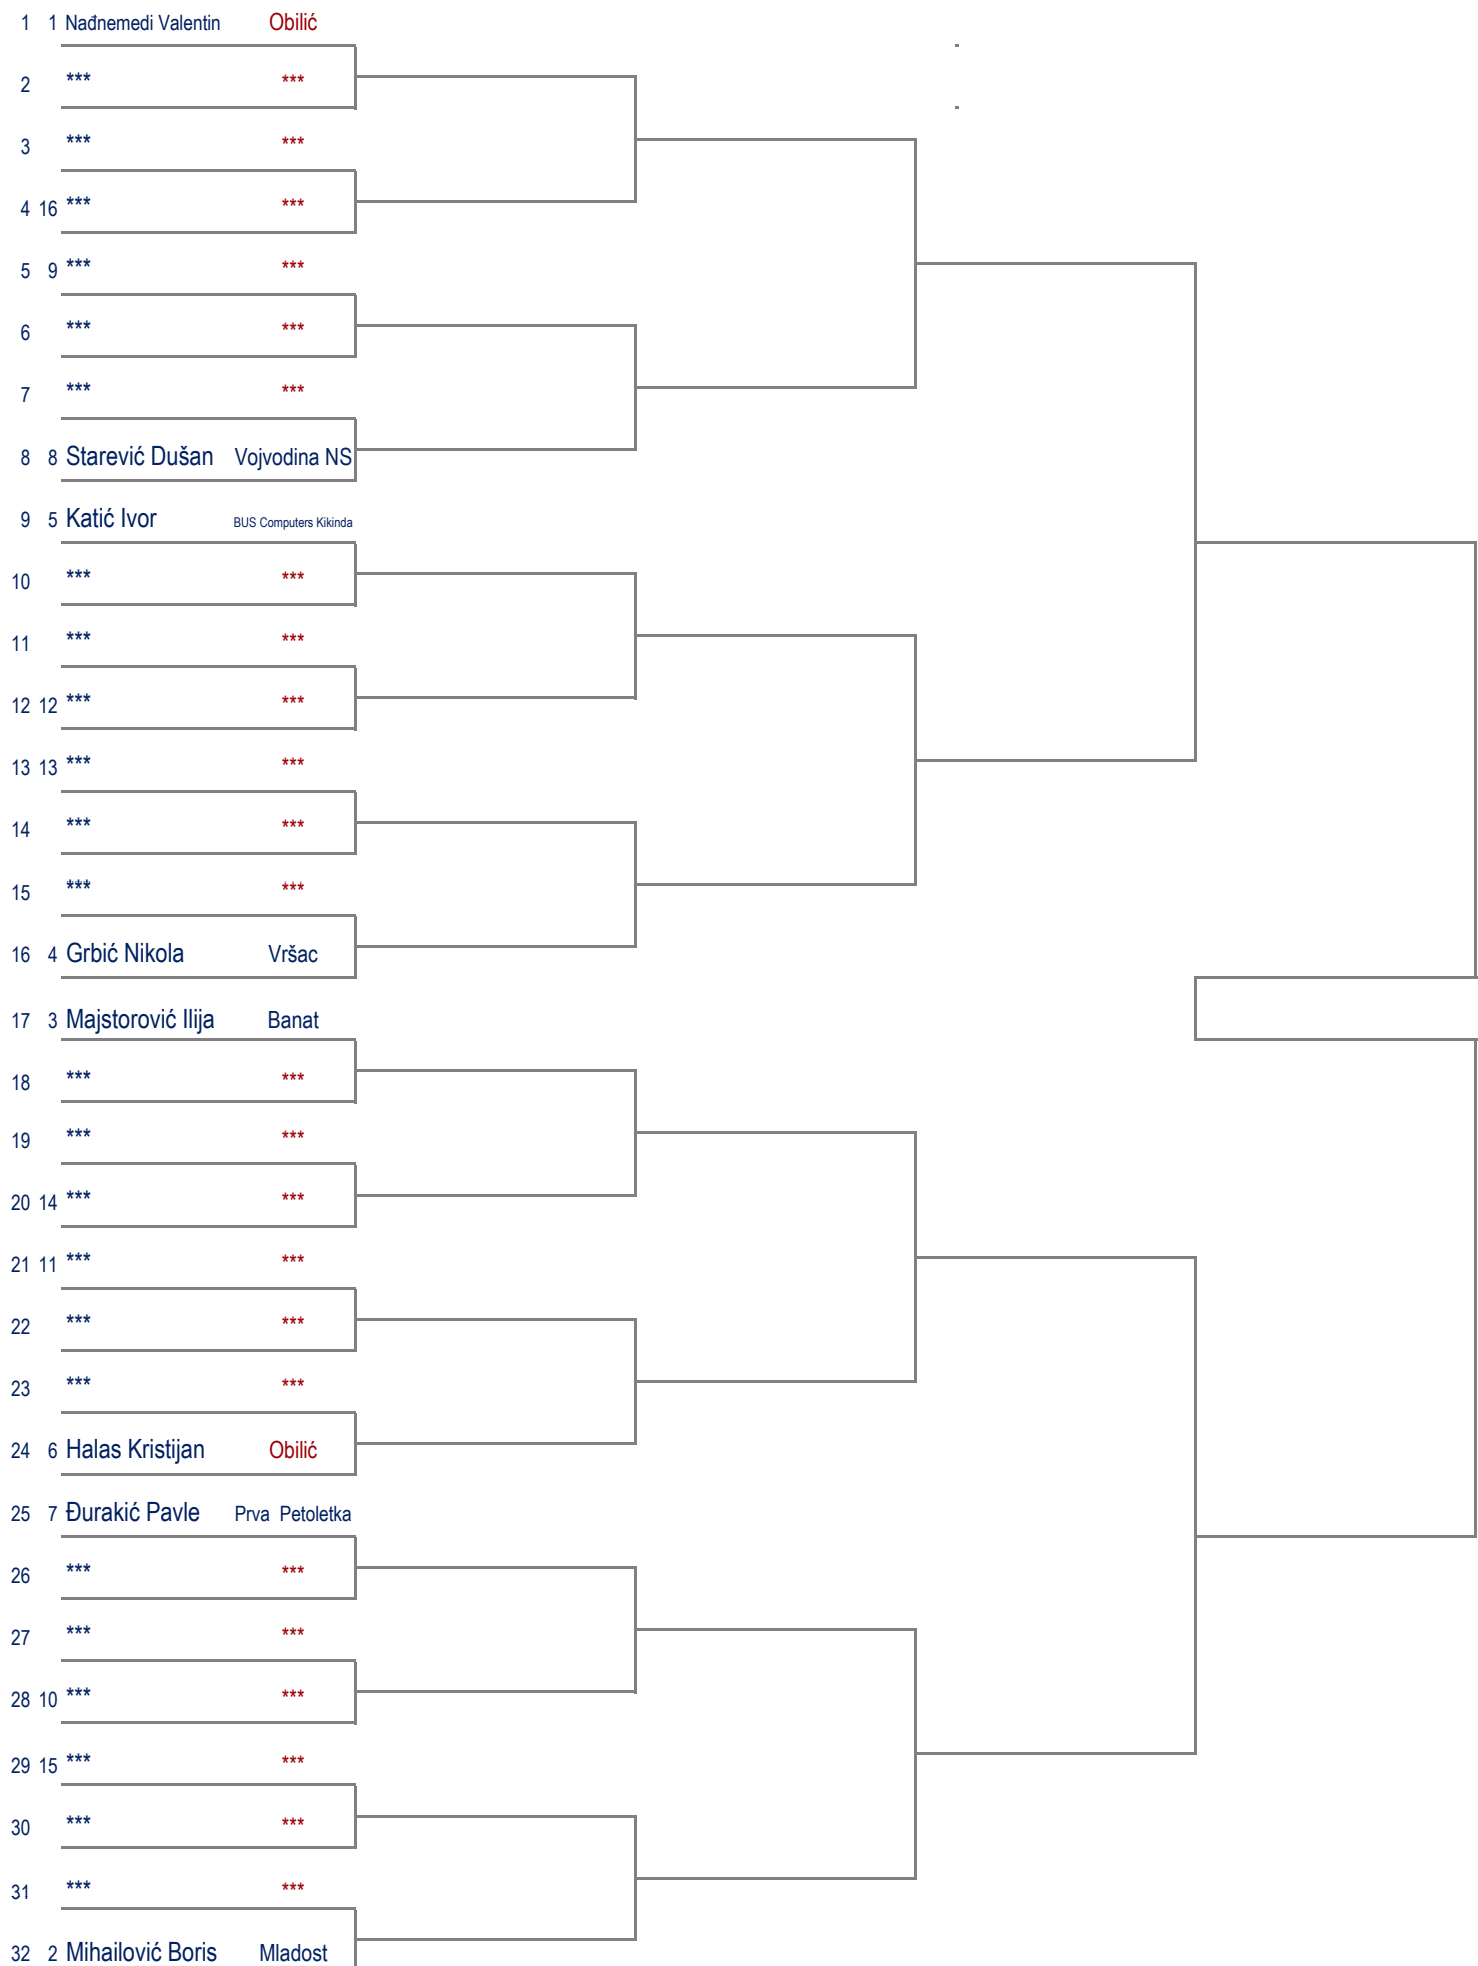 1 1 Nađnemedi Valentin Obilić
2 *** ***
3 *** ***
4 16 *** ***
5 9 *** ***
6 *** ***
7 *** ***
8 8 Starević Dušan Vojvodina NS
9 5 Katić Ivor BUS Computers Kikinda
10 *** ***
11 *** ***
12 12 *** ***
13 13 *** ***
14 *** ***
15 *** ***
16 4 Grbić Nikola Vršac
17 3 Majstorović Ilija Banat
18 *** ***
19 *** ***
20 14 *** ***
21 11 *** ***
22 *** ***
23 *** ***
24 6 Halas Kristijan Obilić
25 7 Đurakić Pavle Prva Petoletka
26 *** ***
27 *** ***
28 10 *** ***
29 15 *** ***
30 *** ***
31 *** ***
32 2 Mihailović Boris Mladost